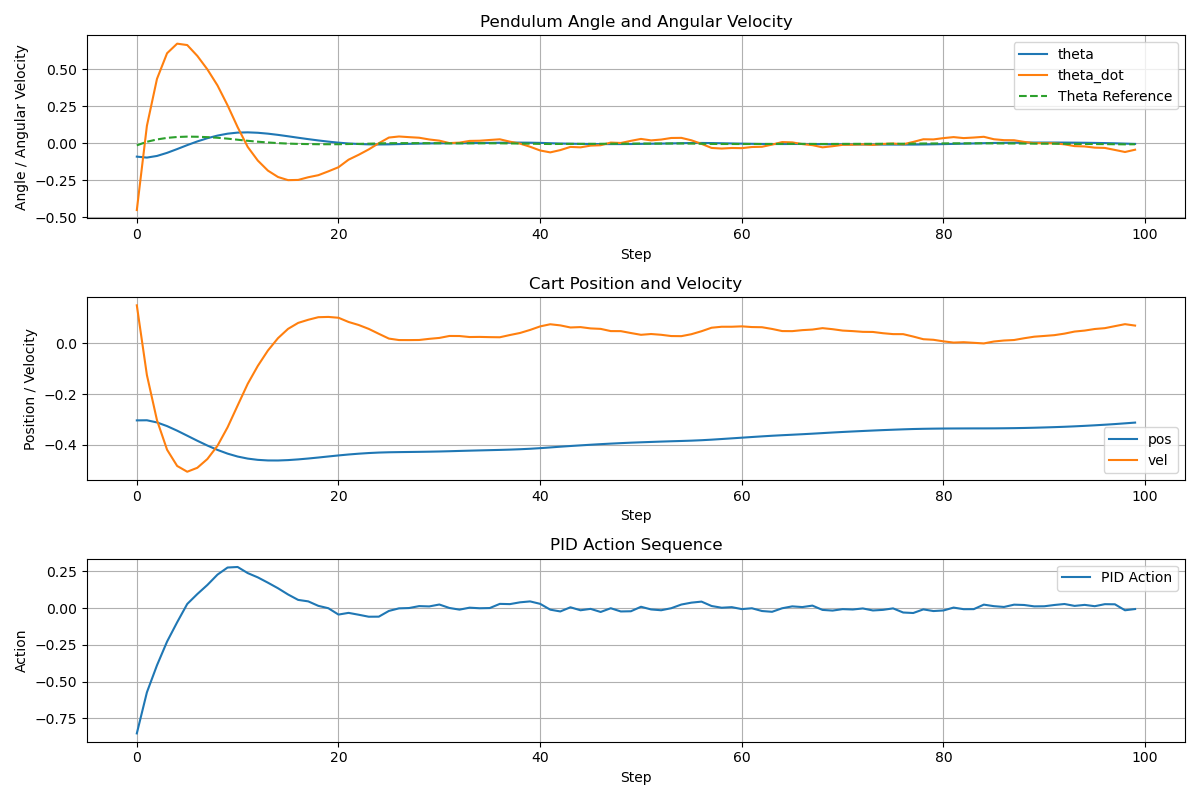 Pendulum Angle and Angular Velocity
Angle / Angular Velocity
0.50
0.25
0.00
−0.25
−0.50
theta
theta_dot
Theta Reference
0 20 40 60 80 100
Step
Cart Position and Velocity
Position / Velocity
0.0
−0.2
−0.4
pos
vel
0 20 40 60 80 100
Step
PID Action Sequence
Action
0.25
0.00
−0.25
−0.50
−0.75
PID Action
0 20 40 60 80 100
Step